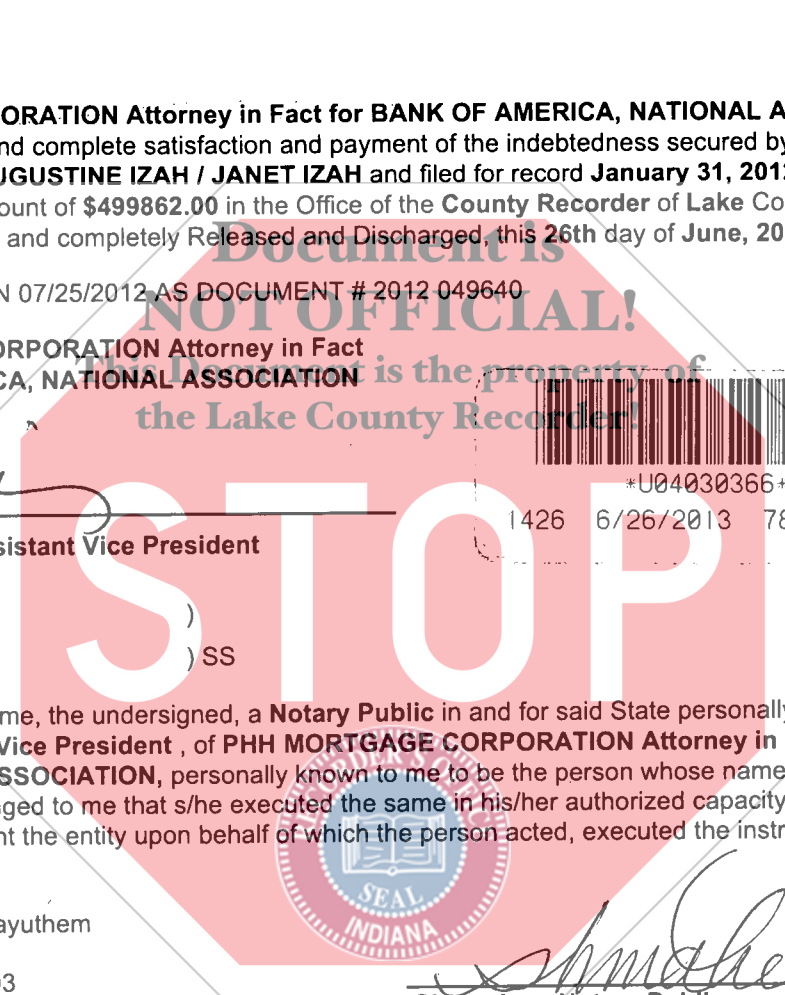 ORATION Attorney in Fact for BANK OF AMERICA, NATIONAL A
nd complete satisfaction and payment of the indebtedness secured by
UGUSTINE IZAH / JANET IZAH and filed for record January 31, 2012
ount of $499862.00 in the Office of the County Recorder of Lake Co
and completely Released and Discharged, this 26th day of June, 20
Document is
N 07/25/2012 AS DOCUMENT # 2012 049640
NOT OFFICIAL!
ORPORATION Attorney in Fact
This Document is the property of
CA, NATIONAL ASSOCIATION
the Lake County Recorder!
*U04030366*
1426 6/26/2013 78
STOP
sistant Vice President
)
) SS
me, the undersigned, a Notary Public in and for said State personally
Vice President , of PHH MORTGAGE CORPORATION Attorney in
SSOCIATION, personally known to me to be the person whose name
ged to me that s/he executed the same in his/her authorized capacity
nt the entity upon behalf of which the person acted, executed the instr
RECORDER'S OFFICE
SEAL
INDIANA
ayuthem
03